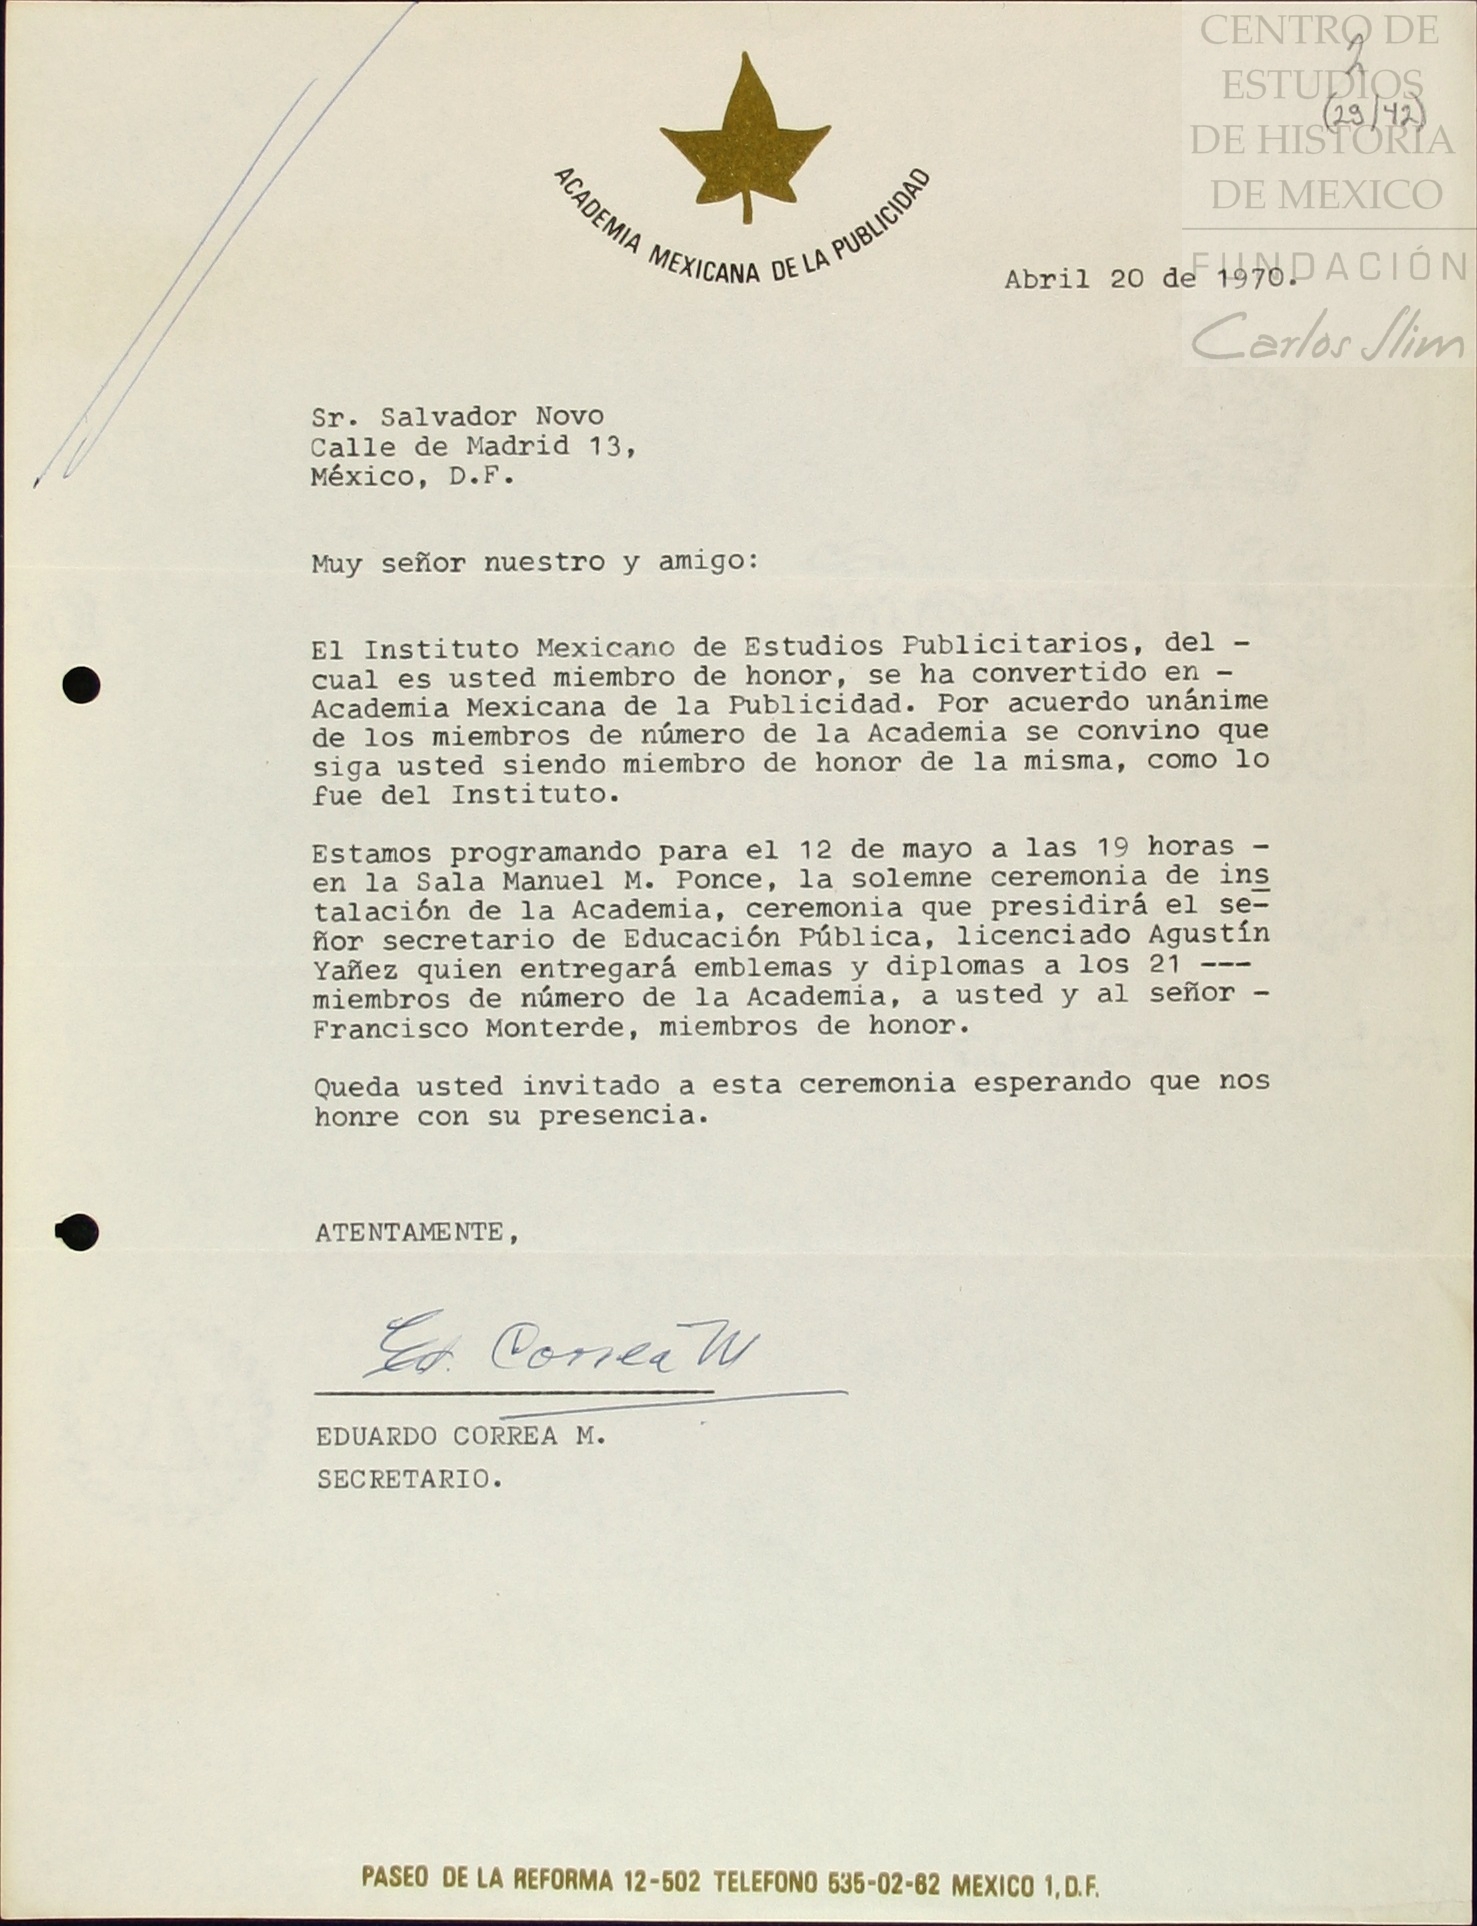 CENTRO DE
ESTUDIOS
DE HISTORIA
DE MEXICO
FUNDACIÓN
Carlos Slim
2
(29/42)
ACADEMIA MEXICANA DE LA PUBLICIDAD
Abril 20 de 1970.
Sr. Salvador Novo
Calle de Madrid 13,
México, D.F.
Muy señor nuestro y amigo:
El Instituto Mexicano de Estudios Publicitarios, del -
cual es usted miembro de honor, se ha convertido en -
Academia Mexicana de la Publicidad. Por acuerdo unánime
de los miembros de número de la Academia se convino que
siga usted siendo miembro de honor de la misma, como lo
fue del Instituto.
Estamos programando para el 12 de mayo a las 19 horas -
en la Sala Manuel M. Ponce, la solemne ceremonia de ins
talación de la Academia, ceremonia que presidirá el se-
ñor secretario de Educación Pública, licenciado Agustín
Yañez quien entregará emblemas y diplomas a los 21 ---
miembros de número de la Academia, a usted y al señor -
Francisco Monterde, miembros de honor.
Queda usted invitado a esta ceremonia esperando que nos
honre con su presencia.
ATENTAMENTE,
Ed. Correa M
EDUARDO CORREA M.
SECRETARIO.
PASEO DE LA REFORMA 12-502 TELEFONO 535-02-62 MEXICO 1, D.F.